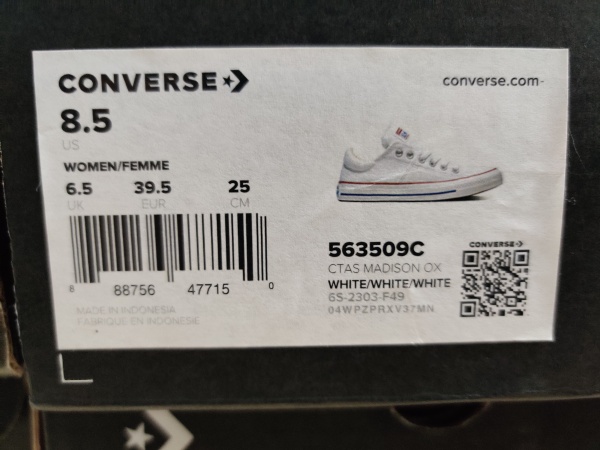 CONVERSE
converse.com
8.5
US
WOMEN/FEMME
6.5 39.5 25
UK EUR CM
8 88756 47715 0
MADE IN INDONESIA
FABRIQUÉ EN INDONÉSIE
563509C
CTAS MADISON OX
WHITE/WHITE/WHITE
6S-2303-F49
04WPZPRXV37MN
CONVERSE